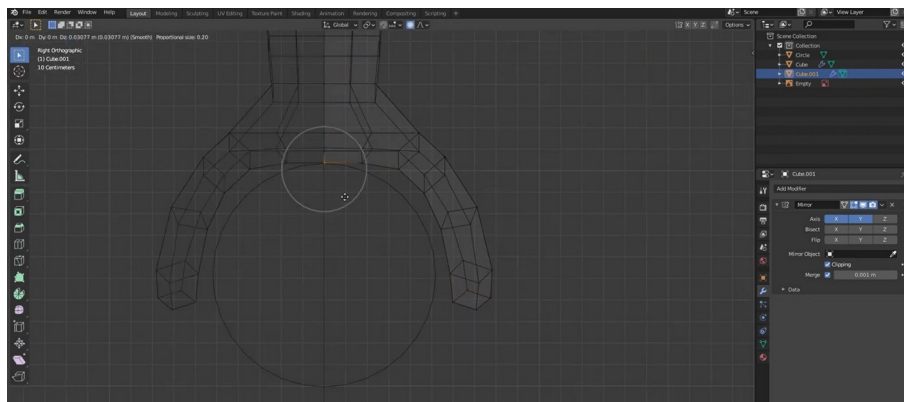 File Edit Render Window Help Layout Modeling Sculpting UV Editing Texture Paint Shading Animation Rendering Compositing Scripting + Scene View Layer
Global Options
Dx: 0 m Dy: 0 m Dz: 0.03077 m (0.03077 m) (Smooth) Proportional size: 0.20
Right Orthographic
(1) Cube.001
10 Centimeters
X Y Z
Scene Collection
Collection
Circle
Cube
Cube.001
Empty
Cube.001
Add Modifier
Mirror
Axis X Y Z
Bisect X Y Z
Flip X Y Z
Mirror Object
Clipping
Merge 0.001 m
Data